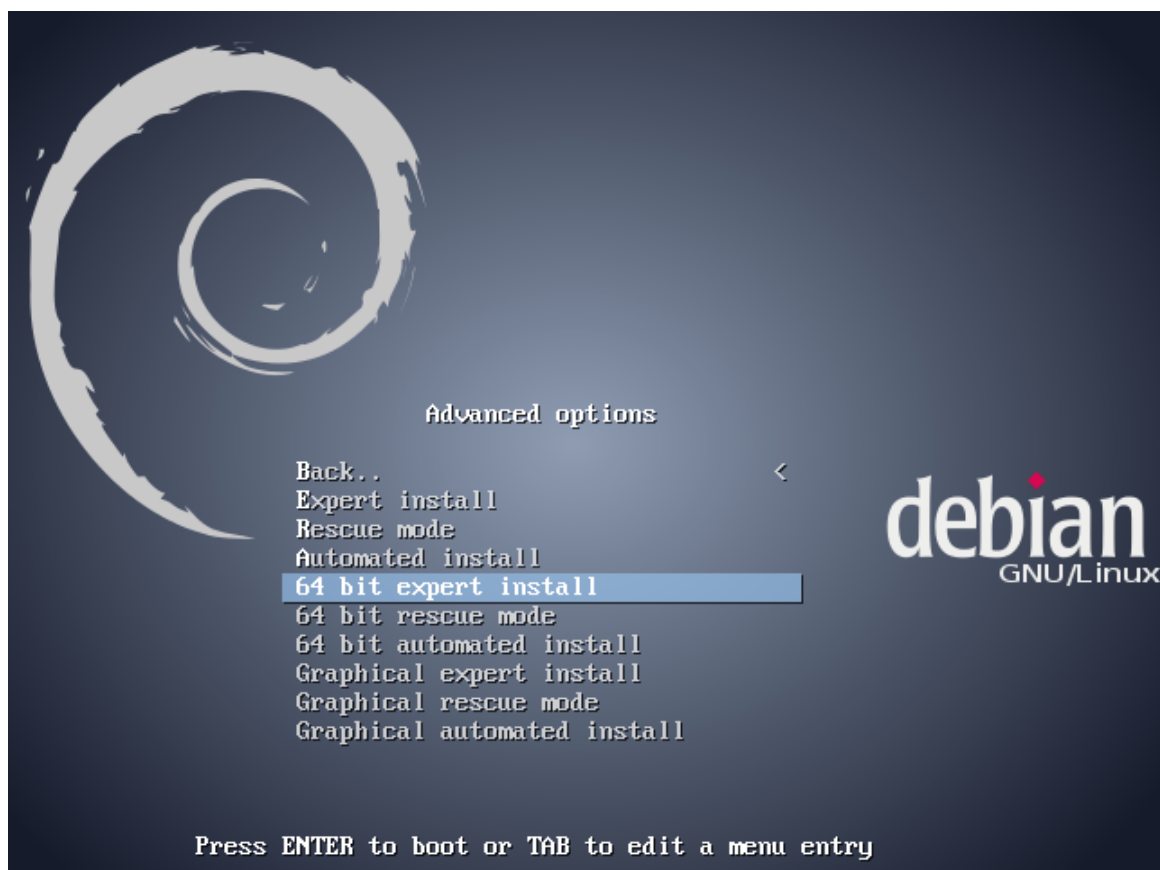 Advanced options
Back.. <
Expert install
Rescue mode
Automated install
64 bit expert install
64 bit rescue mode
64 bit automated install
Graphical expert install
Graphical rescue mode
Graphical automated install
debian
GNU/Linux
Press ENTER to boot or TAB to edit a menu entry